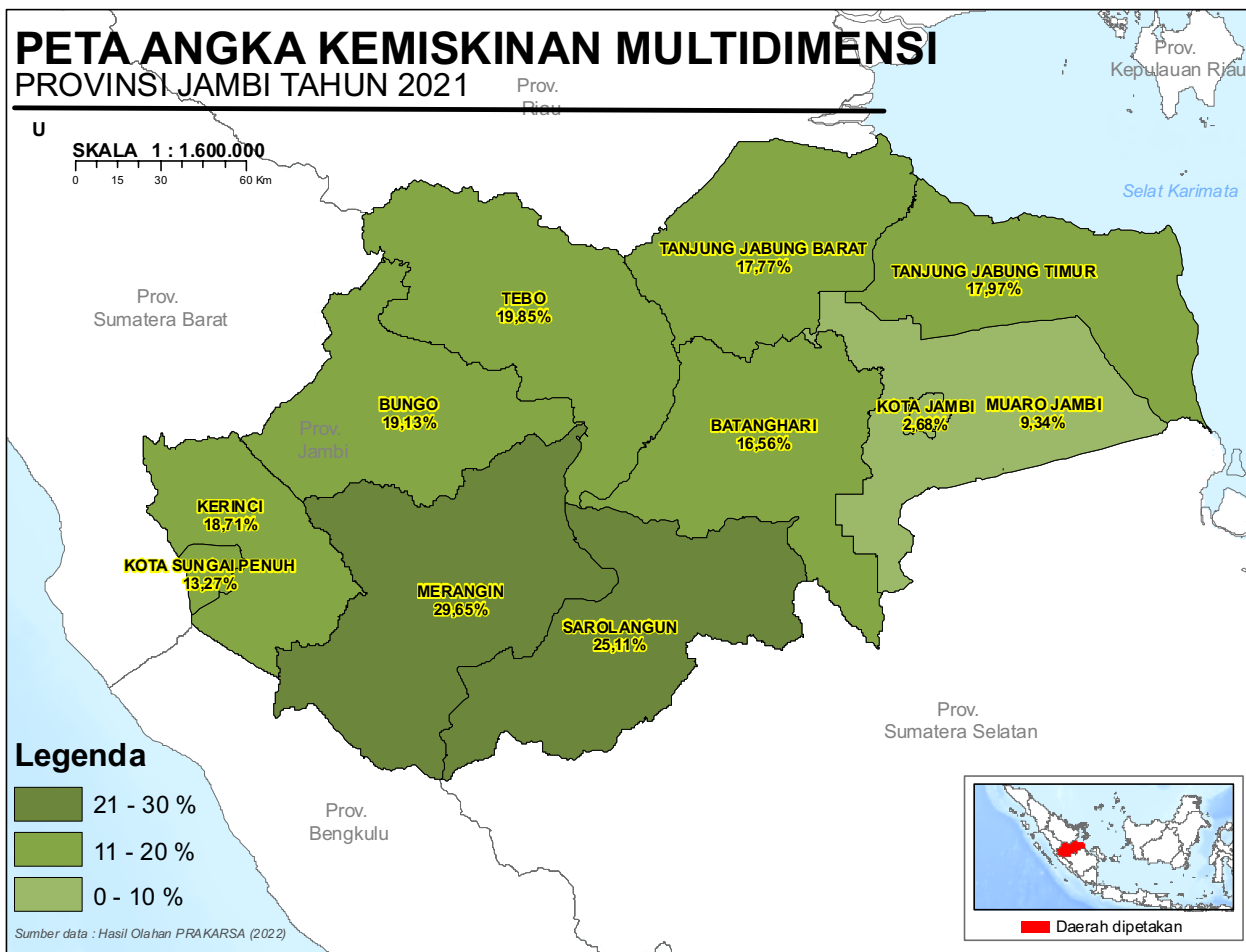 PETA ANGKA KEMISKINAN MULTIDIMENSI
PROVINSI JAMBI TAHUN 2021
Prov.
Riau
Prov.
Kepulauan Riau
U
SKALA 1 : 1.600.000
0 15 30 60 Km
Selat Karimata
TANJUNG JABUNG BARAT
17,77%
TANJUNG JABUNG TIMUR
17,97%
Prov.
Sumatera Barat
TEBO
19,85%
BUNGO
19,13%
Prov.
Jambi
BATANGHARI
16,56%
KOTA JAMBI
2,68%
MUARO JAMBI
9,34%
KERINCI
18,71%
KOTA SUNGAI PENUH
13,27%
MERANGIN
29,65%
SAROLANGUN
25,11%
Prov.
Sumatera Selatan
Prov.
Bengkulu
Legenda
21 - 30 %
11 - 20 %
0 - 10 %
Sumber data : Hasil Olahan PRAKARSA (2022)
Daerah dipetakan